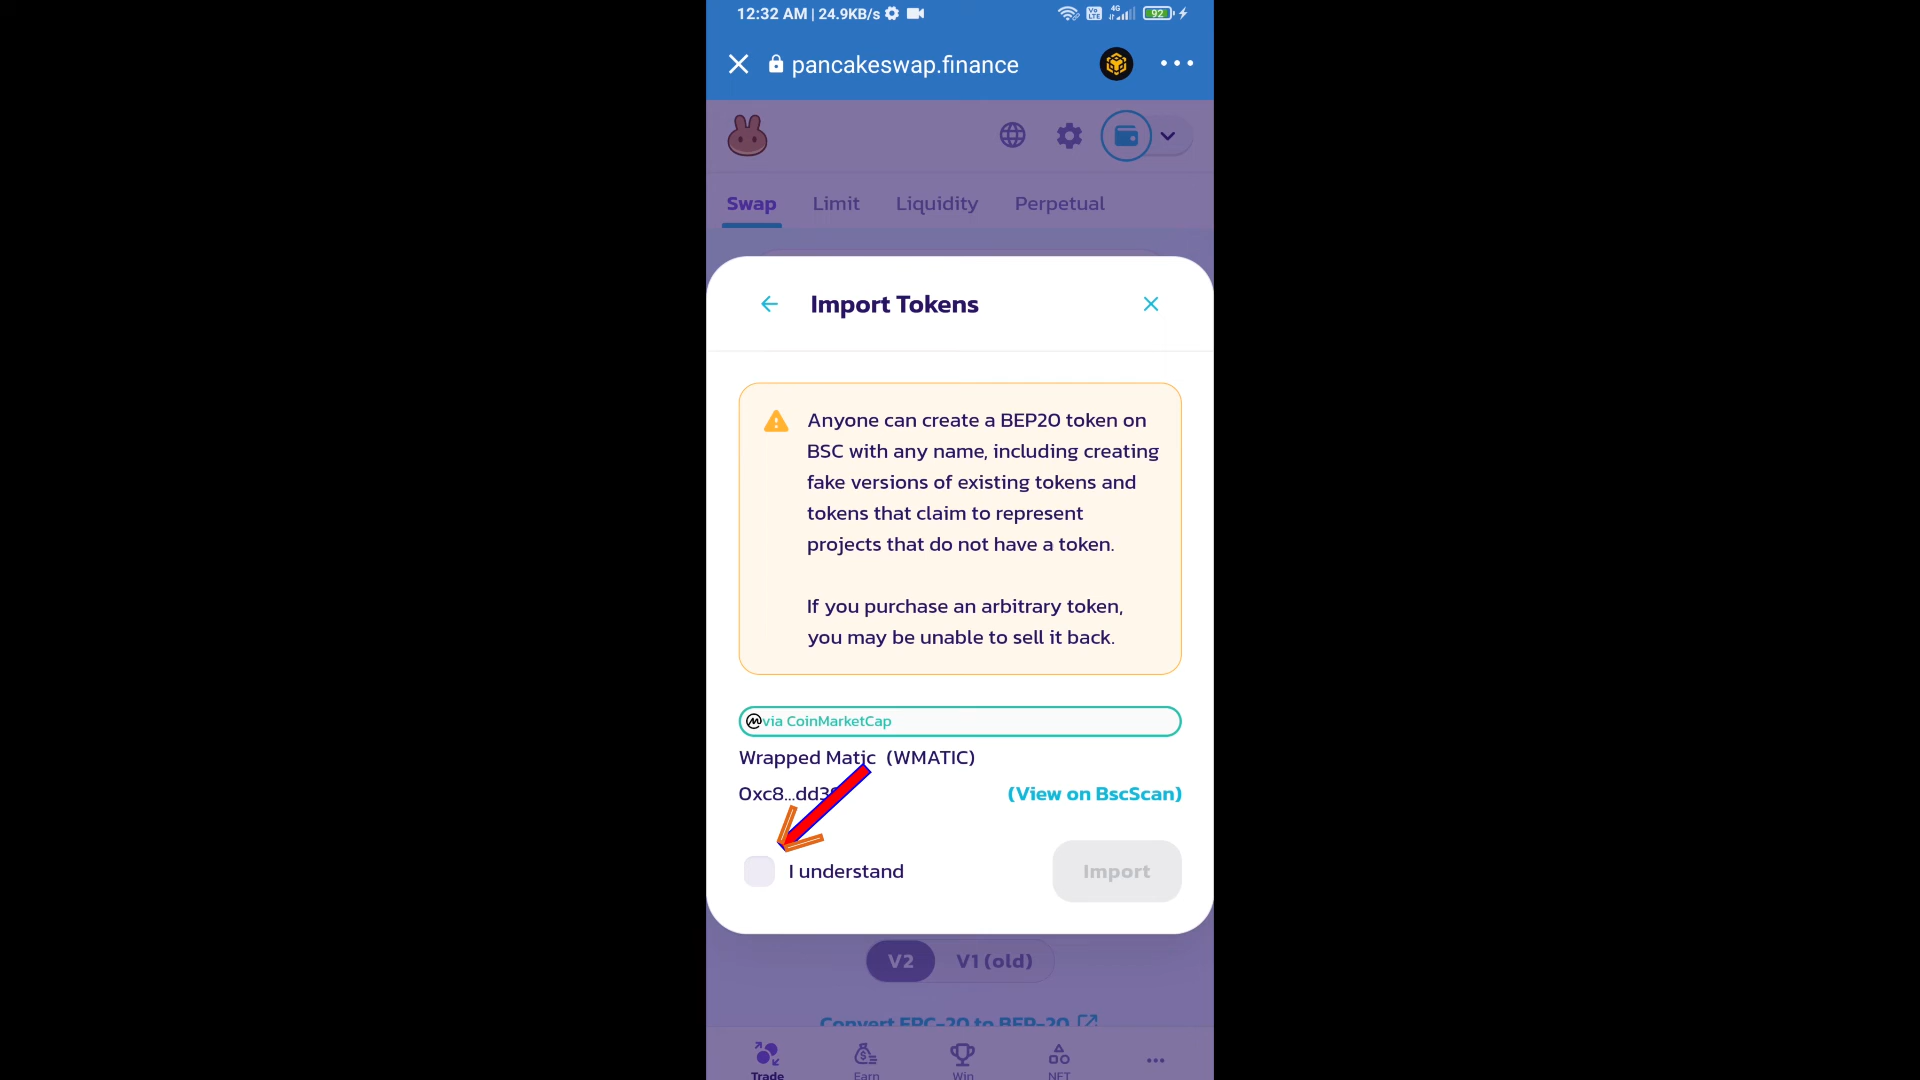 12:32 AM | 24.9KB/s
Vo LTE 4G 92
pancakeswap.finance
Swap Limit Liquidity Perpetual
Import Tokens
Anyone can create a BEP20 token on
BSC with any name, including creating
fake versions of existing tokens and
tokens that claim to represent
projects that do not have a token.
If you purchase an arbitrary token,
you may be unable to sell it back.
via CoinMarketCap
Wrapped Matic (WMATIC)
(View on BscScan)
I understand Import
V2 V1 (old)
Convert ERC-20 to BEP-20
Trade Earn Win NFT